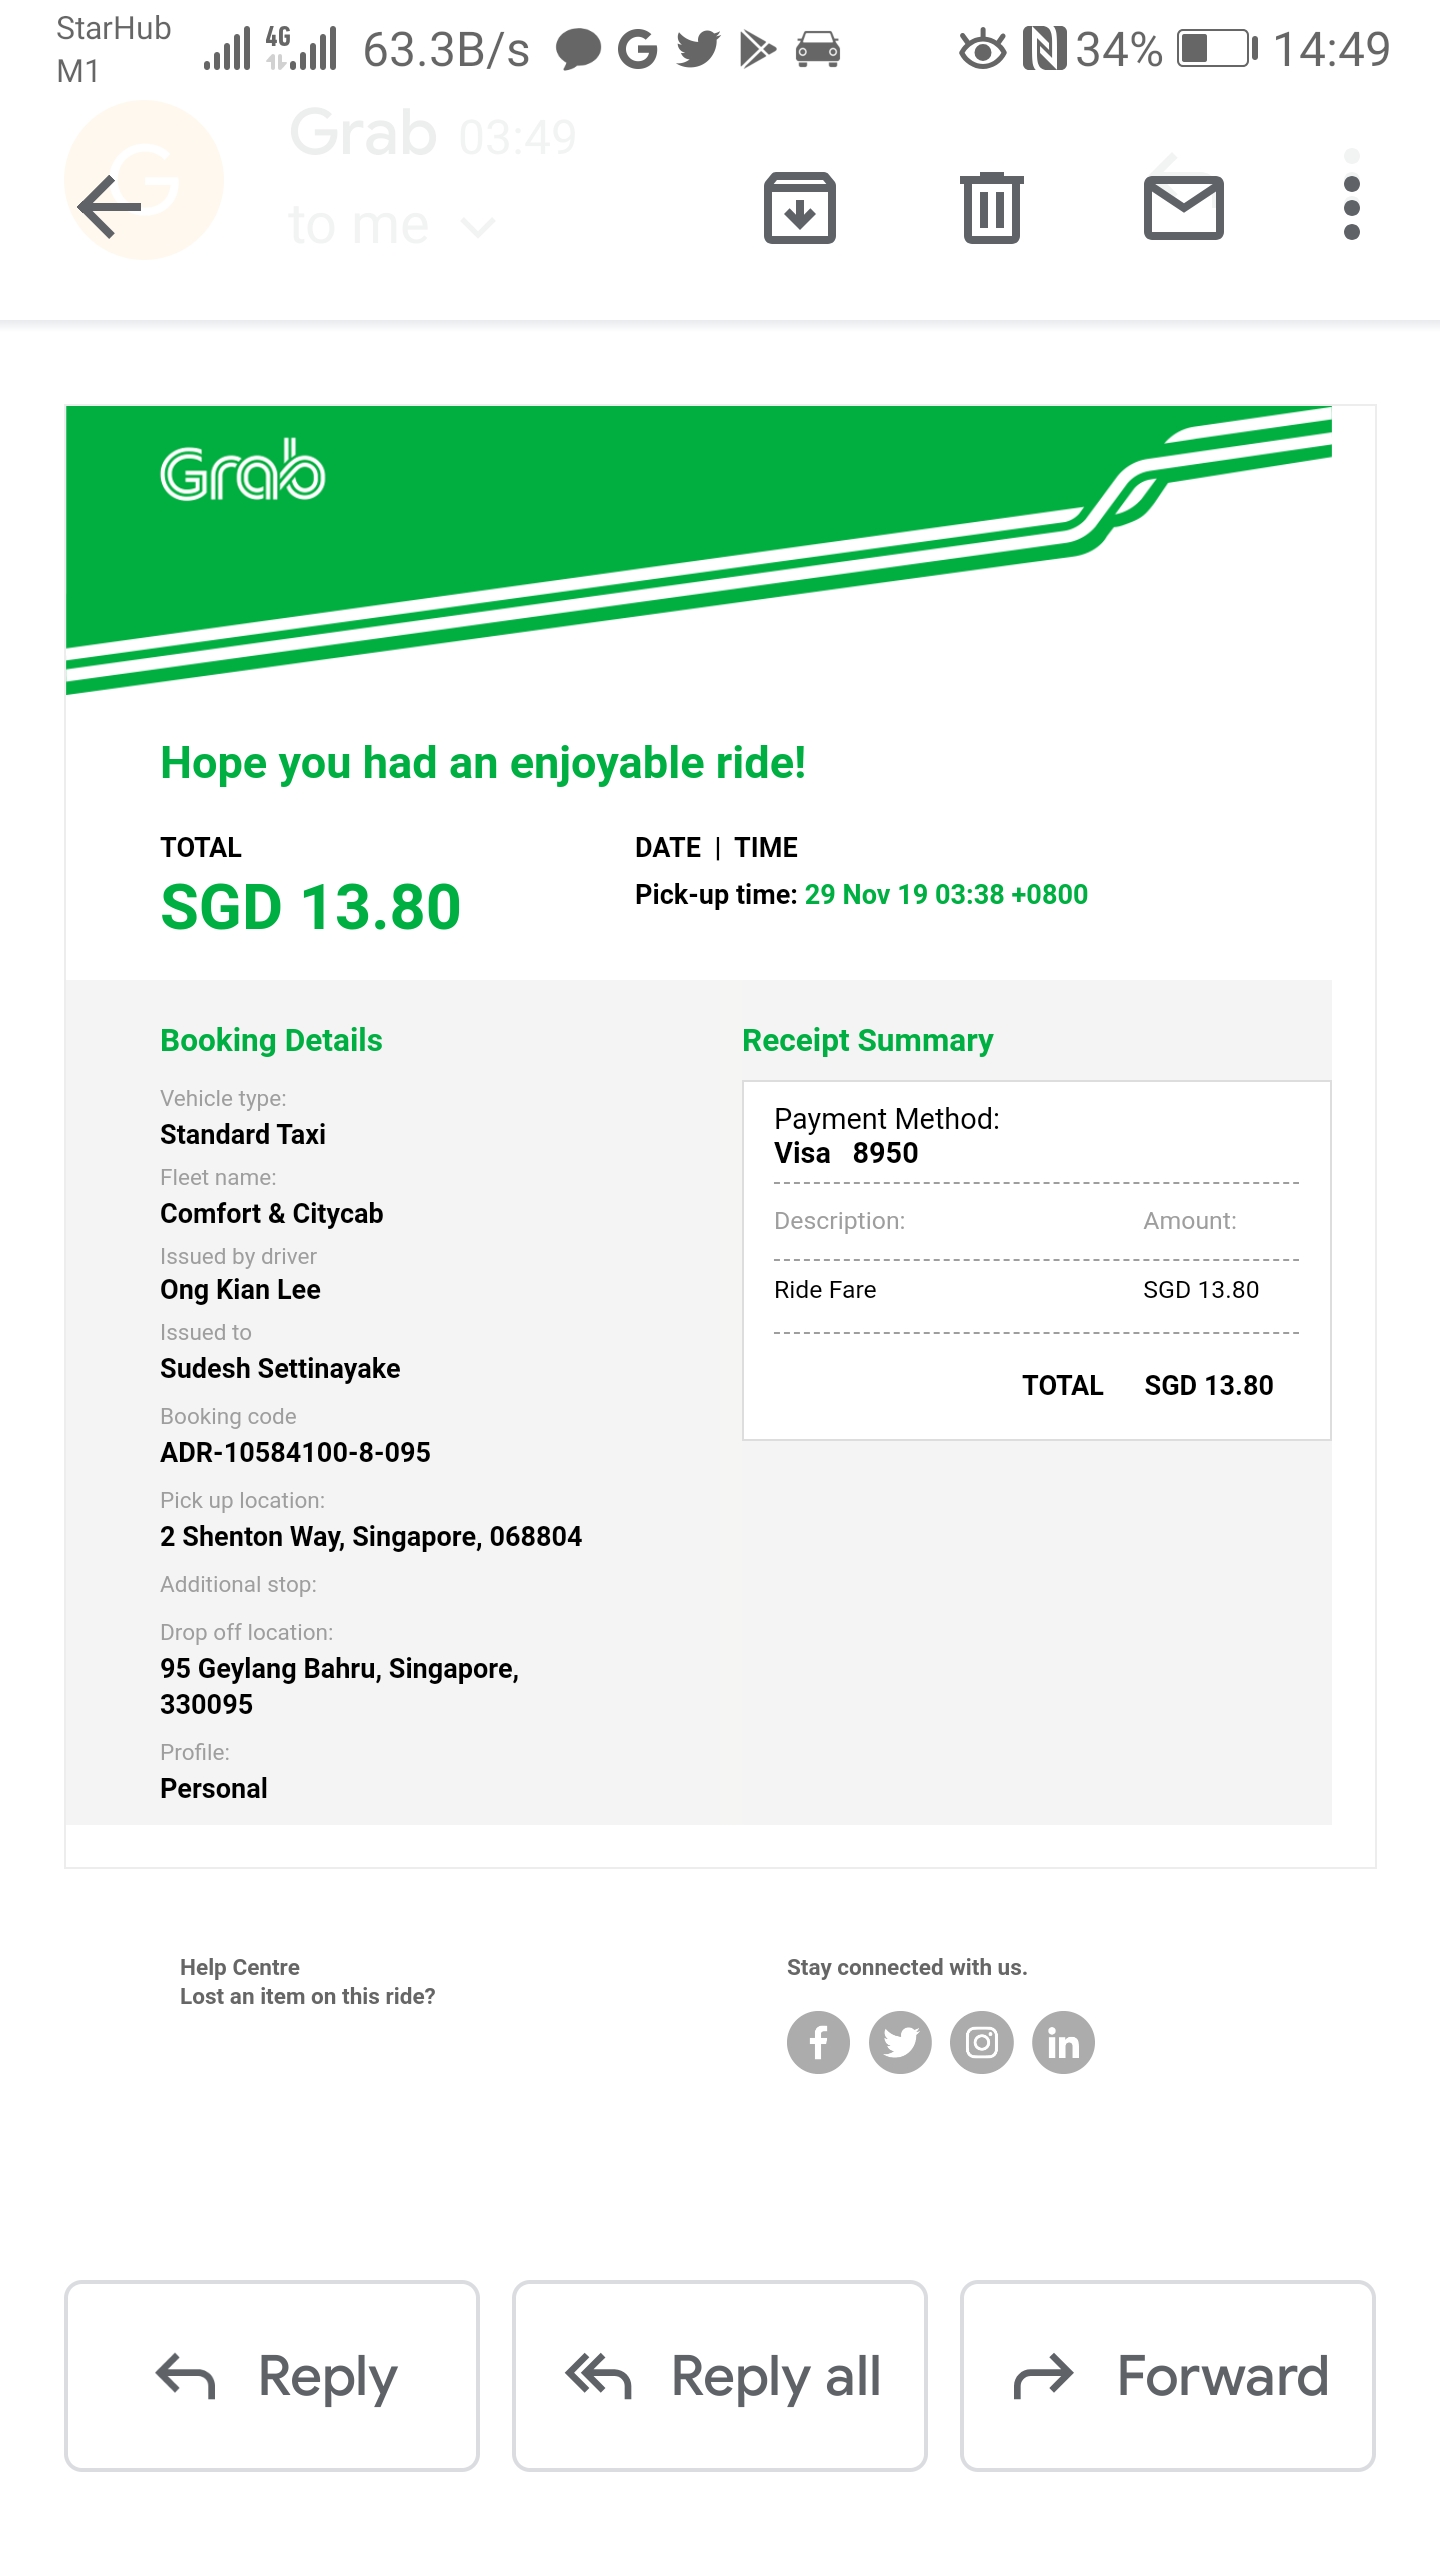 StarHub
M1
4G
63.3B/s
34%
14:49
Grab 03:49
to me
Grab
Hope you had an enjoyable ride!
TOTAL
SGD 13.80
DATE | TIME
Pick-up time: 29 Nov 19 03:38 +0800
Booking Details
Vehicle type:
Standard Taxi
Fleet name:
Comfort & Citycab
Issued by driver
Ong Kian Lee
Issued to
Sudesh Settinayake
Booking code
ADR-10584100-8-095
Pick up location:
2 Shenton Way, Singapore, 068804
Additional stop:
Drop off location:
95 Geylang Bahru, Singapore,
330095
Profile:
Personal
Receipt Summary
Payment Method:
Visa 8950
Description: Amount:
Ride Fare SGD 13.80
TOTAL SGD 13.80
Help Centre
Lost an item on this ride?
Stay connected with us.
Reply
Reply all
Forward